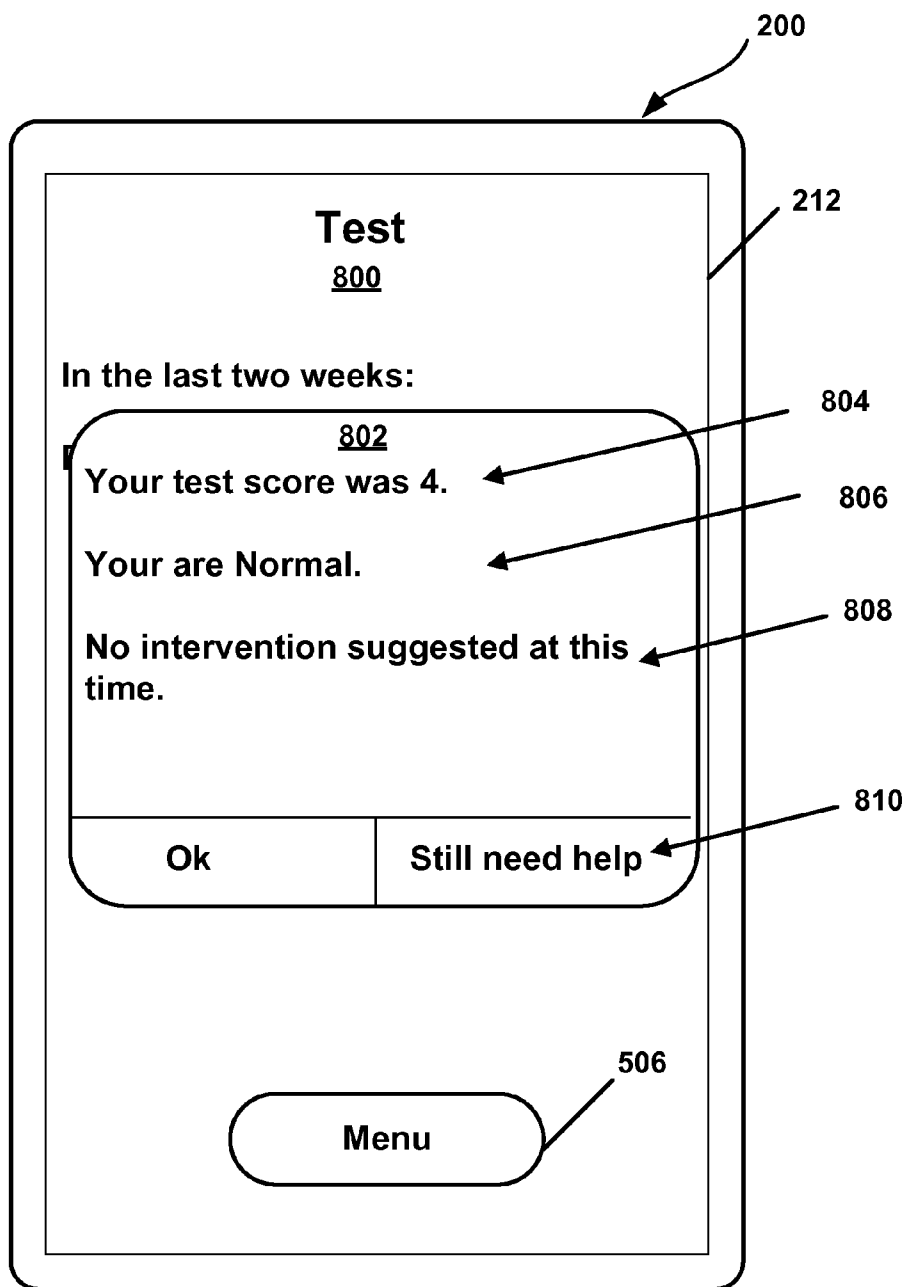 200
212
Test
800
In the last two weeks:
802
804
Your test score was 4.
806
Your are Normal.
808
No intervention suggested at this
time.
810
Ok
Still need help
506
Menu